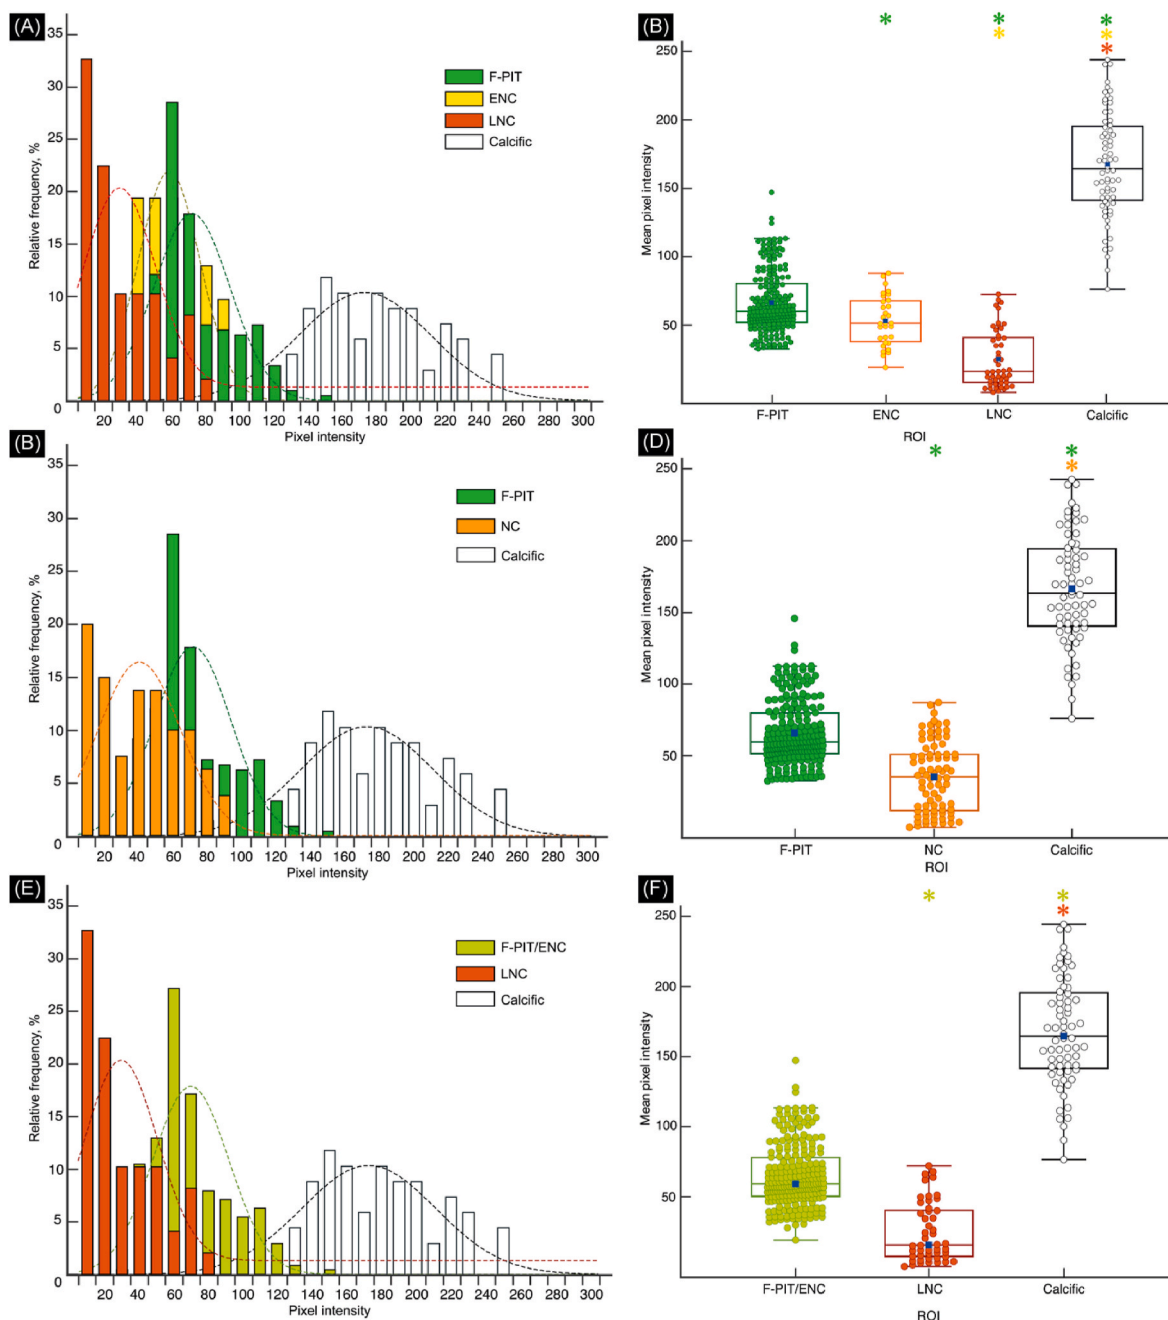 (A)
35
30
25
20
15
10
5
0
Relative frequency, %
F-PIT
ENC
LNC
Calcific
20 40 60 80 100 120 140 160 180 200 220 240 260 280 300
Pixel intensity
(B)
* * * *
* *
*
250
200
150
100
50
Mean pixel intensity
F-PIT ENC LNC Calcific
ROI
(B)
35
30
25
20
15
10
5
0
Relative frequency, %
F-PIT
NC
Calcific
20 40 60 80 100 120 140 160 180 200 220 240 260 280 300
Pixel intensity
(D)
* *
*
250
200
150
100
50
Mean pixel intensity
F-PIT NC Calcific
ROI
(E)
35
30
25
20
15
10
5
0
Relative frequency, %
F-PIT/ENC
LNC
Calcific
20 40 60 80 100 120 140 160 180 200 220 240 260 280 300
Pixel intensity
(F)
* *
*
250
200
150
100
50
Mean pixel intensity
F-PIT/ENC LNC Calcific
ROI